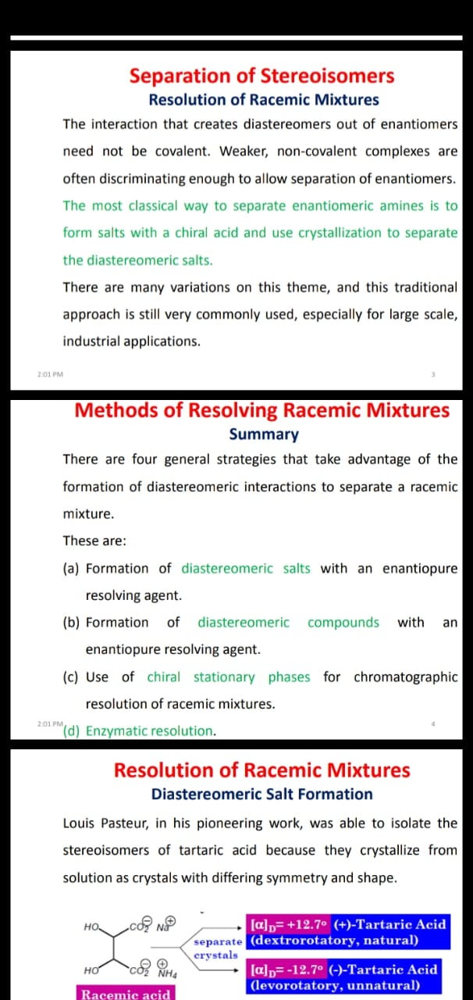 Separation of Stereoisomers
Resolution of Racemic Mixtures
The interaction that creates diastereomers out of enantiomers
need not be covalent. Weaker, non-covalent complexes are
often discriminating enough to allow separation of enantiomers.
The most classical way to separate enantiomeric amines is to
form salts with a chiral acid and use crystallization to separate
the diastereomeric salts.
There are many variations on this theme, and this traditional
approach is still very commonly used, especially for large scale,
industrial applications.
2:01 PM 3
Methods of Resolving Racemic Mixtures
Summary
There are four general strategies that take advantage of the
formation of diastereomeric interactions to separate a racemic
mixture.
These are:
(a) Formation of diastereomeric salts with an enantiopure
resolving agent.
(b) Formation of diastereomeric compounds with an
enantiopure resolving agent.
(c) Use of chiral stationary phases for chromatographic
resolution of racemic mixtures.
2:01 PM 4
(d) Enzymatic resolution.
Resolution of Racemic Mixtures
Diastereomeric Salt Formation
Louis Pasteur, in his pioneering work, was able to isolate the
stereoisomers of tartaric acid because they crystallize from
solution as crystals with differing symmetry and shape.
HO CO₂⊖ Na⊕
HO CO₂⊖ NH₄⊕
Racemic acid
separate
crystals
[α]D= +12.7° (+)-Tartaric Acid
(dextrorotatory, natural)
[α]D= -12.7° (-)-Tartaric Acid
(levorotatory, unnatural)